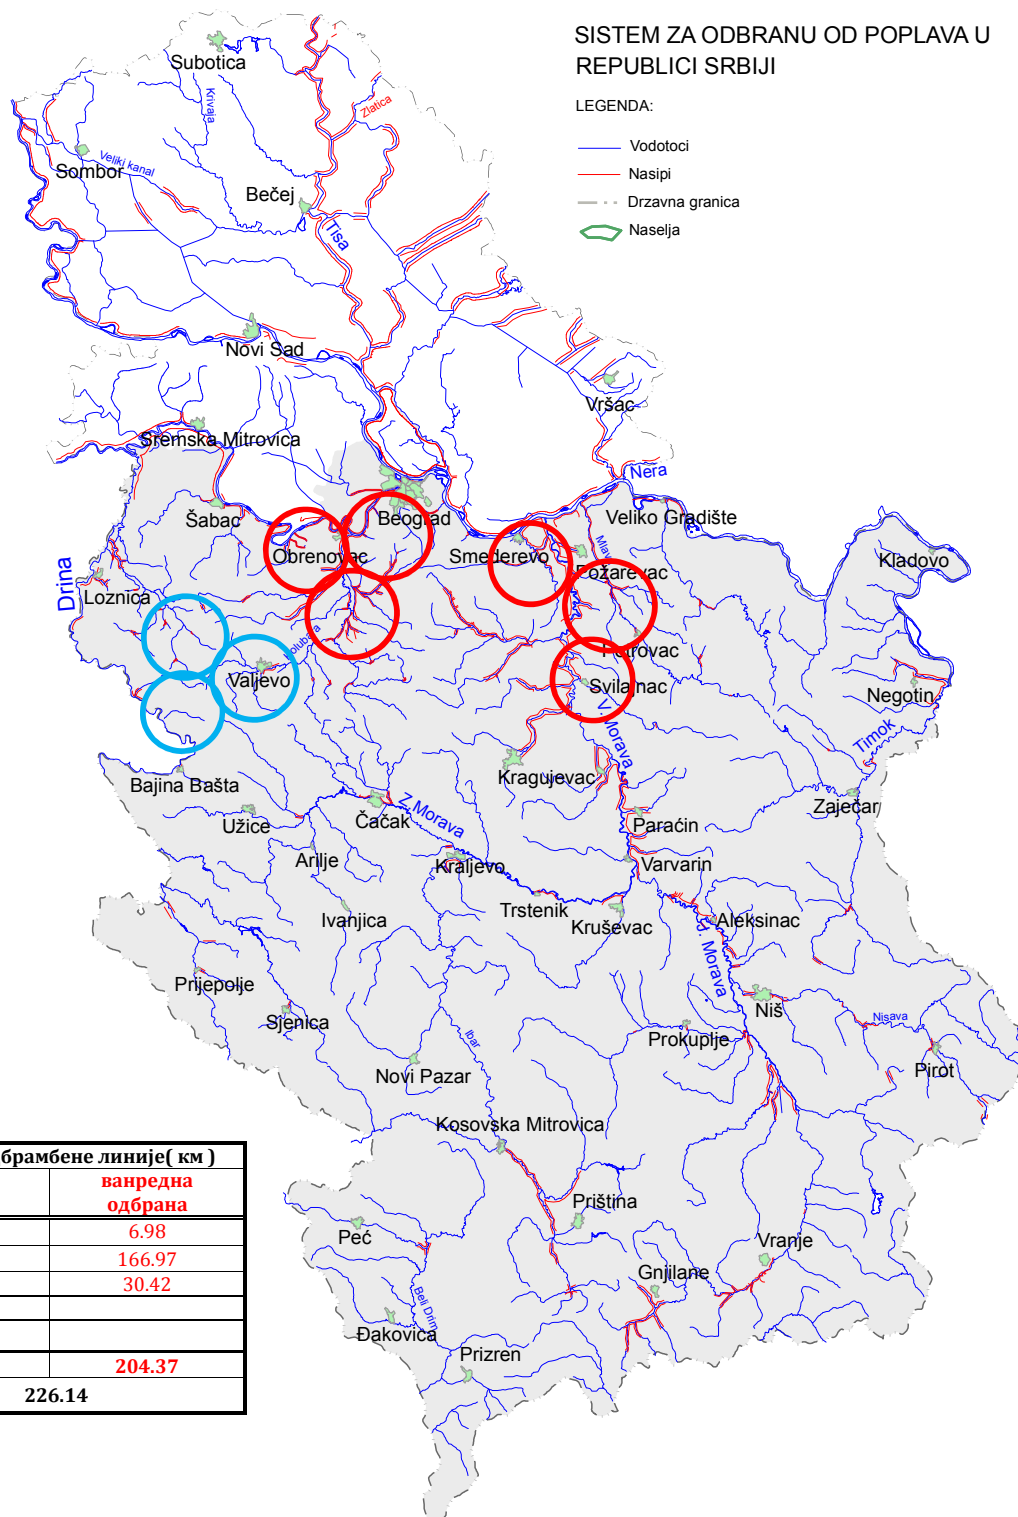 SISTEM ZA ODBRANU OD POPLAVA U
REPUBLICI SRBIJI
LEGENDA:
Vodotoci
Nasipi
Drzavna granica
Naselja
Subotica
Krivaja
Zlatica
Sombor
Veliki kanal
Bečej
Tisa
Novi Sad
Vršac
Sremska Mitrovica
Nera
Šabac
Beograd
Veliko Gradište
Obrenovac
Smederevo
Mlava
Požarevac
Kladovo
Drina
Loznica
Kolubara
Petrovac
Valjevo
Svilajnac
Negotin
V. Morava
Timok
Bajina Bašta
Kragujevac
Zaječar
Užice
Čačak
Z.Morava
Paraćin
Arilje
Kraljevo
Varvarin
Ivanjica
Trstenik
Kruševac
Aleksinac
J. Morava
Prijepolje
Sjenica
Niš
Nisava
Ibar
Prokuplje
Pirot
Novi Pazar
Kosovska Mitrovica
Priština
Peć
Vranje
Gnjilane
Beli Drim
Đakovica
Prizren
брамбене линије( км )
ванредна
одбрана
6.98
166.97
30.42
204.37
226.14